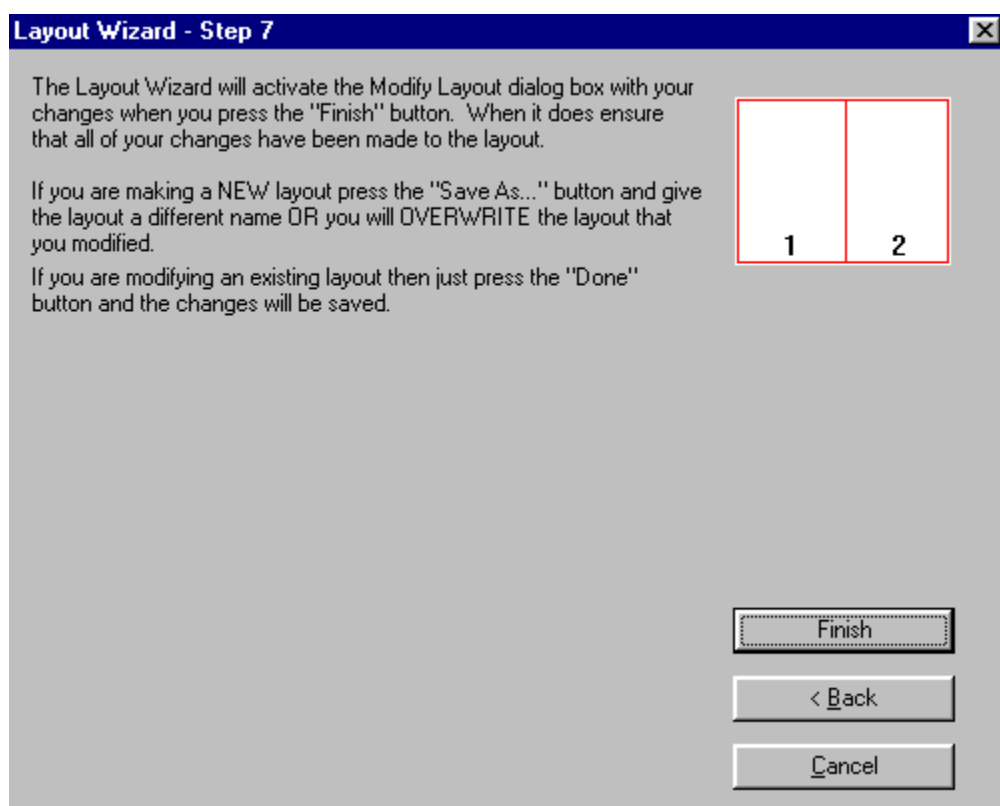 Layout Wizard - Step 7
The Layout Wizard will activate the Modify Layout dialog box with your
changes when you press the "Finish" button.  When it does ensure
that all of your changes have been made to the layout.
If you are making a NEW layout press the "Save As..." button and give
the layout a different name OR you will OVERWRITE the layout that
you modified.
If you are modifying an existing layout then just press the "Done"
button and the changes will be saved.
1 2
Finish
< Back
Cancel